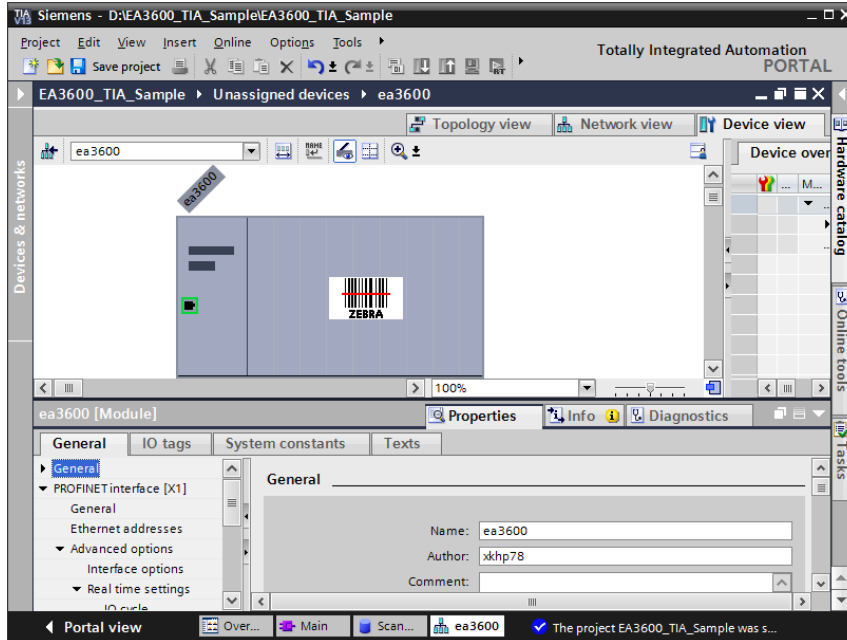 TIA V13 Siemens - D:\EA3600_TIA_Sample\EA3600_TIA_Sample
Project Edit View Insert Online Options Tools
Totally Integrated Automation
PORTAL
Save project
EA3600_TIA_Sample Unassigned devices ea3600
Topology view Network view Device view
ea3600
Device over
... M...
ea3600
ZEBRA
100%
Devices & networks
Hardware catalog
Online tools
Tasks
ea3600 [Module]
Properties Info Diagnostics
General IO tags System constants Texts
General
PROFINET interface [X1]
General
Ethernet addresses
Advanced options
Interface options
Real time settings
IO cycle
General
Name: ea3600
Author: xkhp78
Comment:
Portal view Over... Main Scan... ea3600 The project EA3600_TIA_Sample was s...